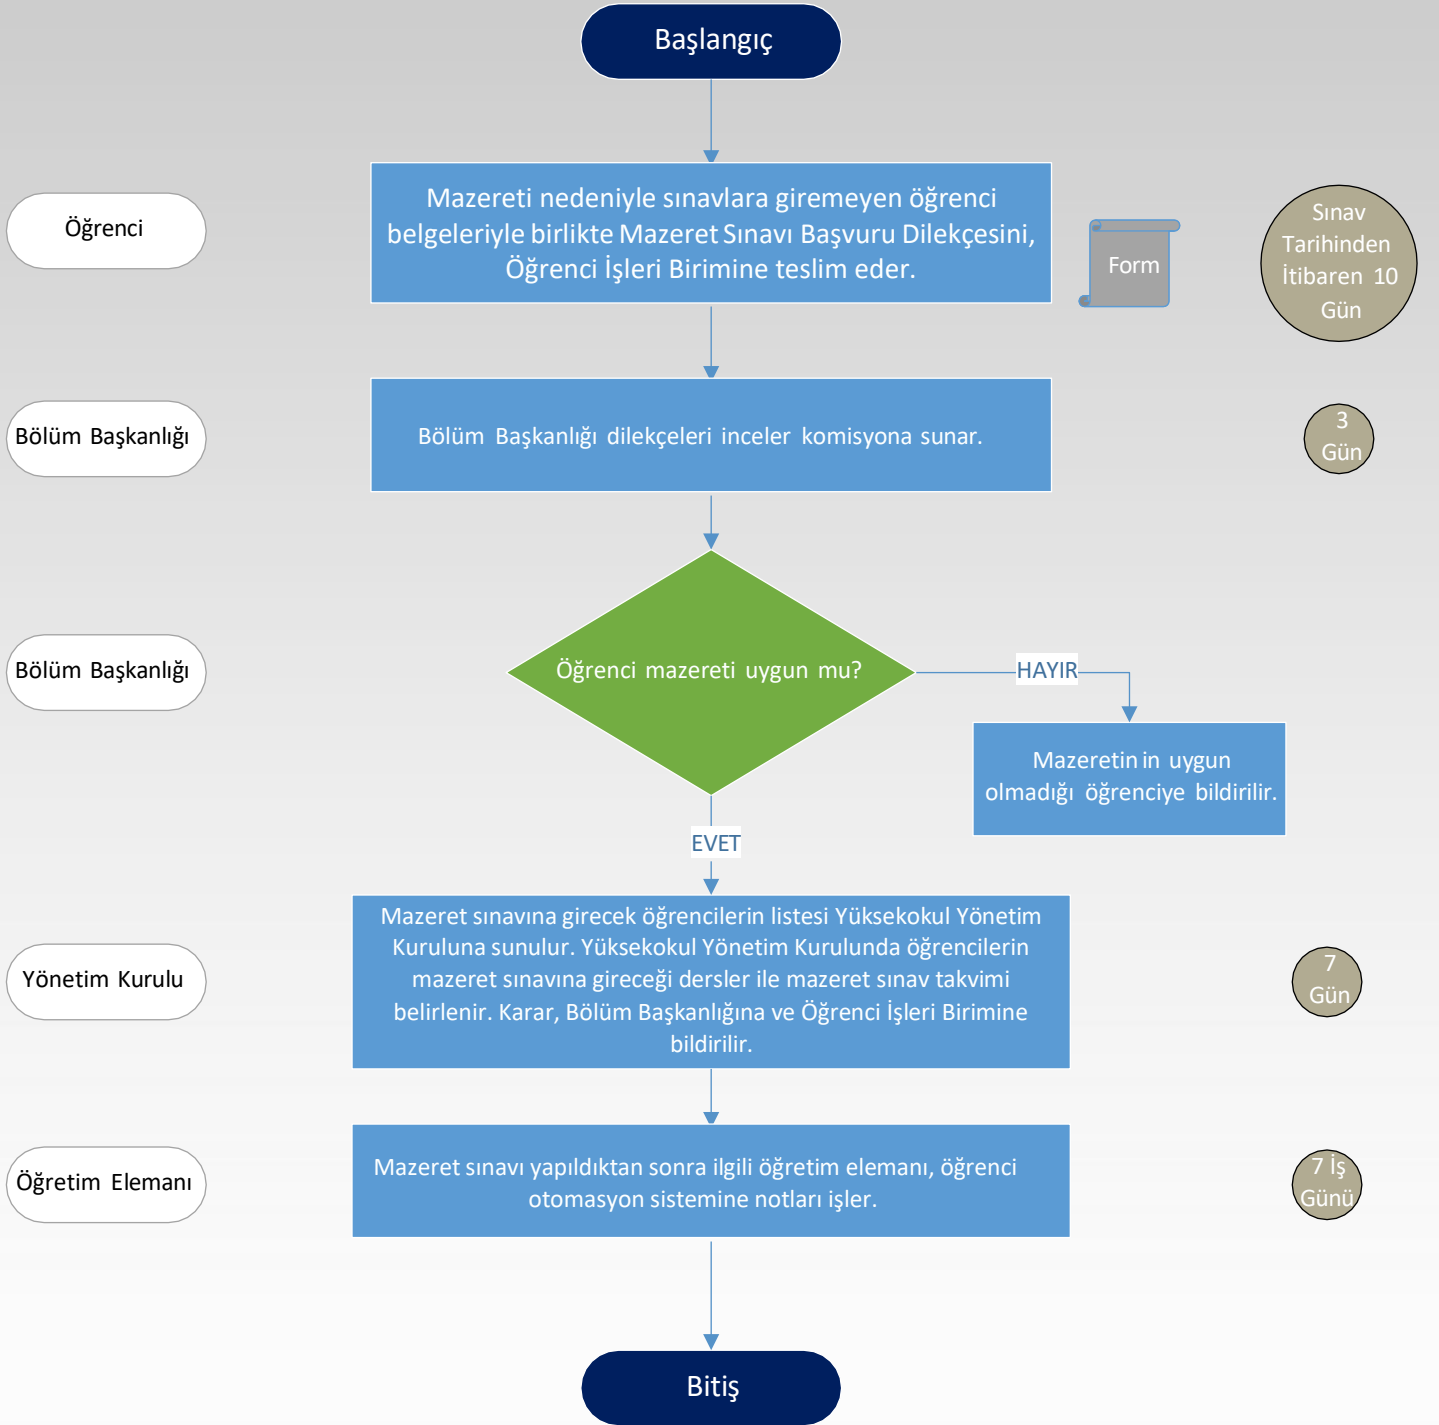 Başlangıç
Öğrenci
Mazereti nedeniyle sınavlara giremeyen öğrenci
belgeleriyle birlikte Mazeret Sınavı Başvuru Dilekçesini,
Öğrenci İşleri Birimine teslim eder.
Form
Sınav
Tarihinden
İtibaren 10
Gün
Bölüm Başkanlığı
Bölüm Başkanlığı dilekçeleri inceler komisyona sunar.
3
Gün
Bölüm Başkanlığı
Öğrenci mazereti uygun mu?
HAYIR
Mazeretinin uygun
olmadığı öğrenciye bildirilir.
EVET
Yönetim Kurulu
Mazeret sınavına girecek öğrencilerin listesi Yüksekokul Yönetim
Kuruluna sunulur. Yüksekokul Yönetim Kurulunda öğrencilerin
mazeret sınavına gireceği dersler ile mazeret sınav takvimi
belirlenir. Karar, Bölüm Başkanlığına ve Öğrenci İşleri Birimine
bildirilir.
7
Gün
Öğretim Elemanı
Mazeret sınavı yapıldıktan sonra ilgili öğretim elemanı, öğrenci
otomasyon sistemine notları işler.
7 İş
Günü
Bitiş